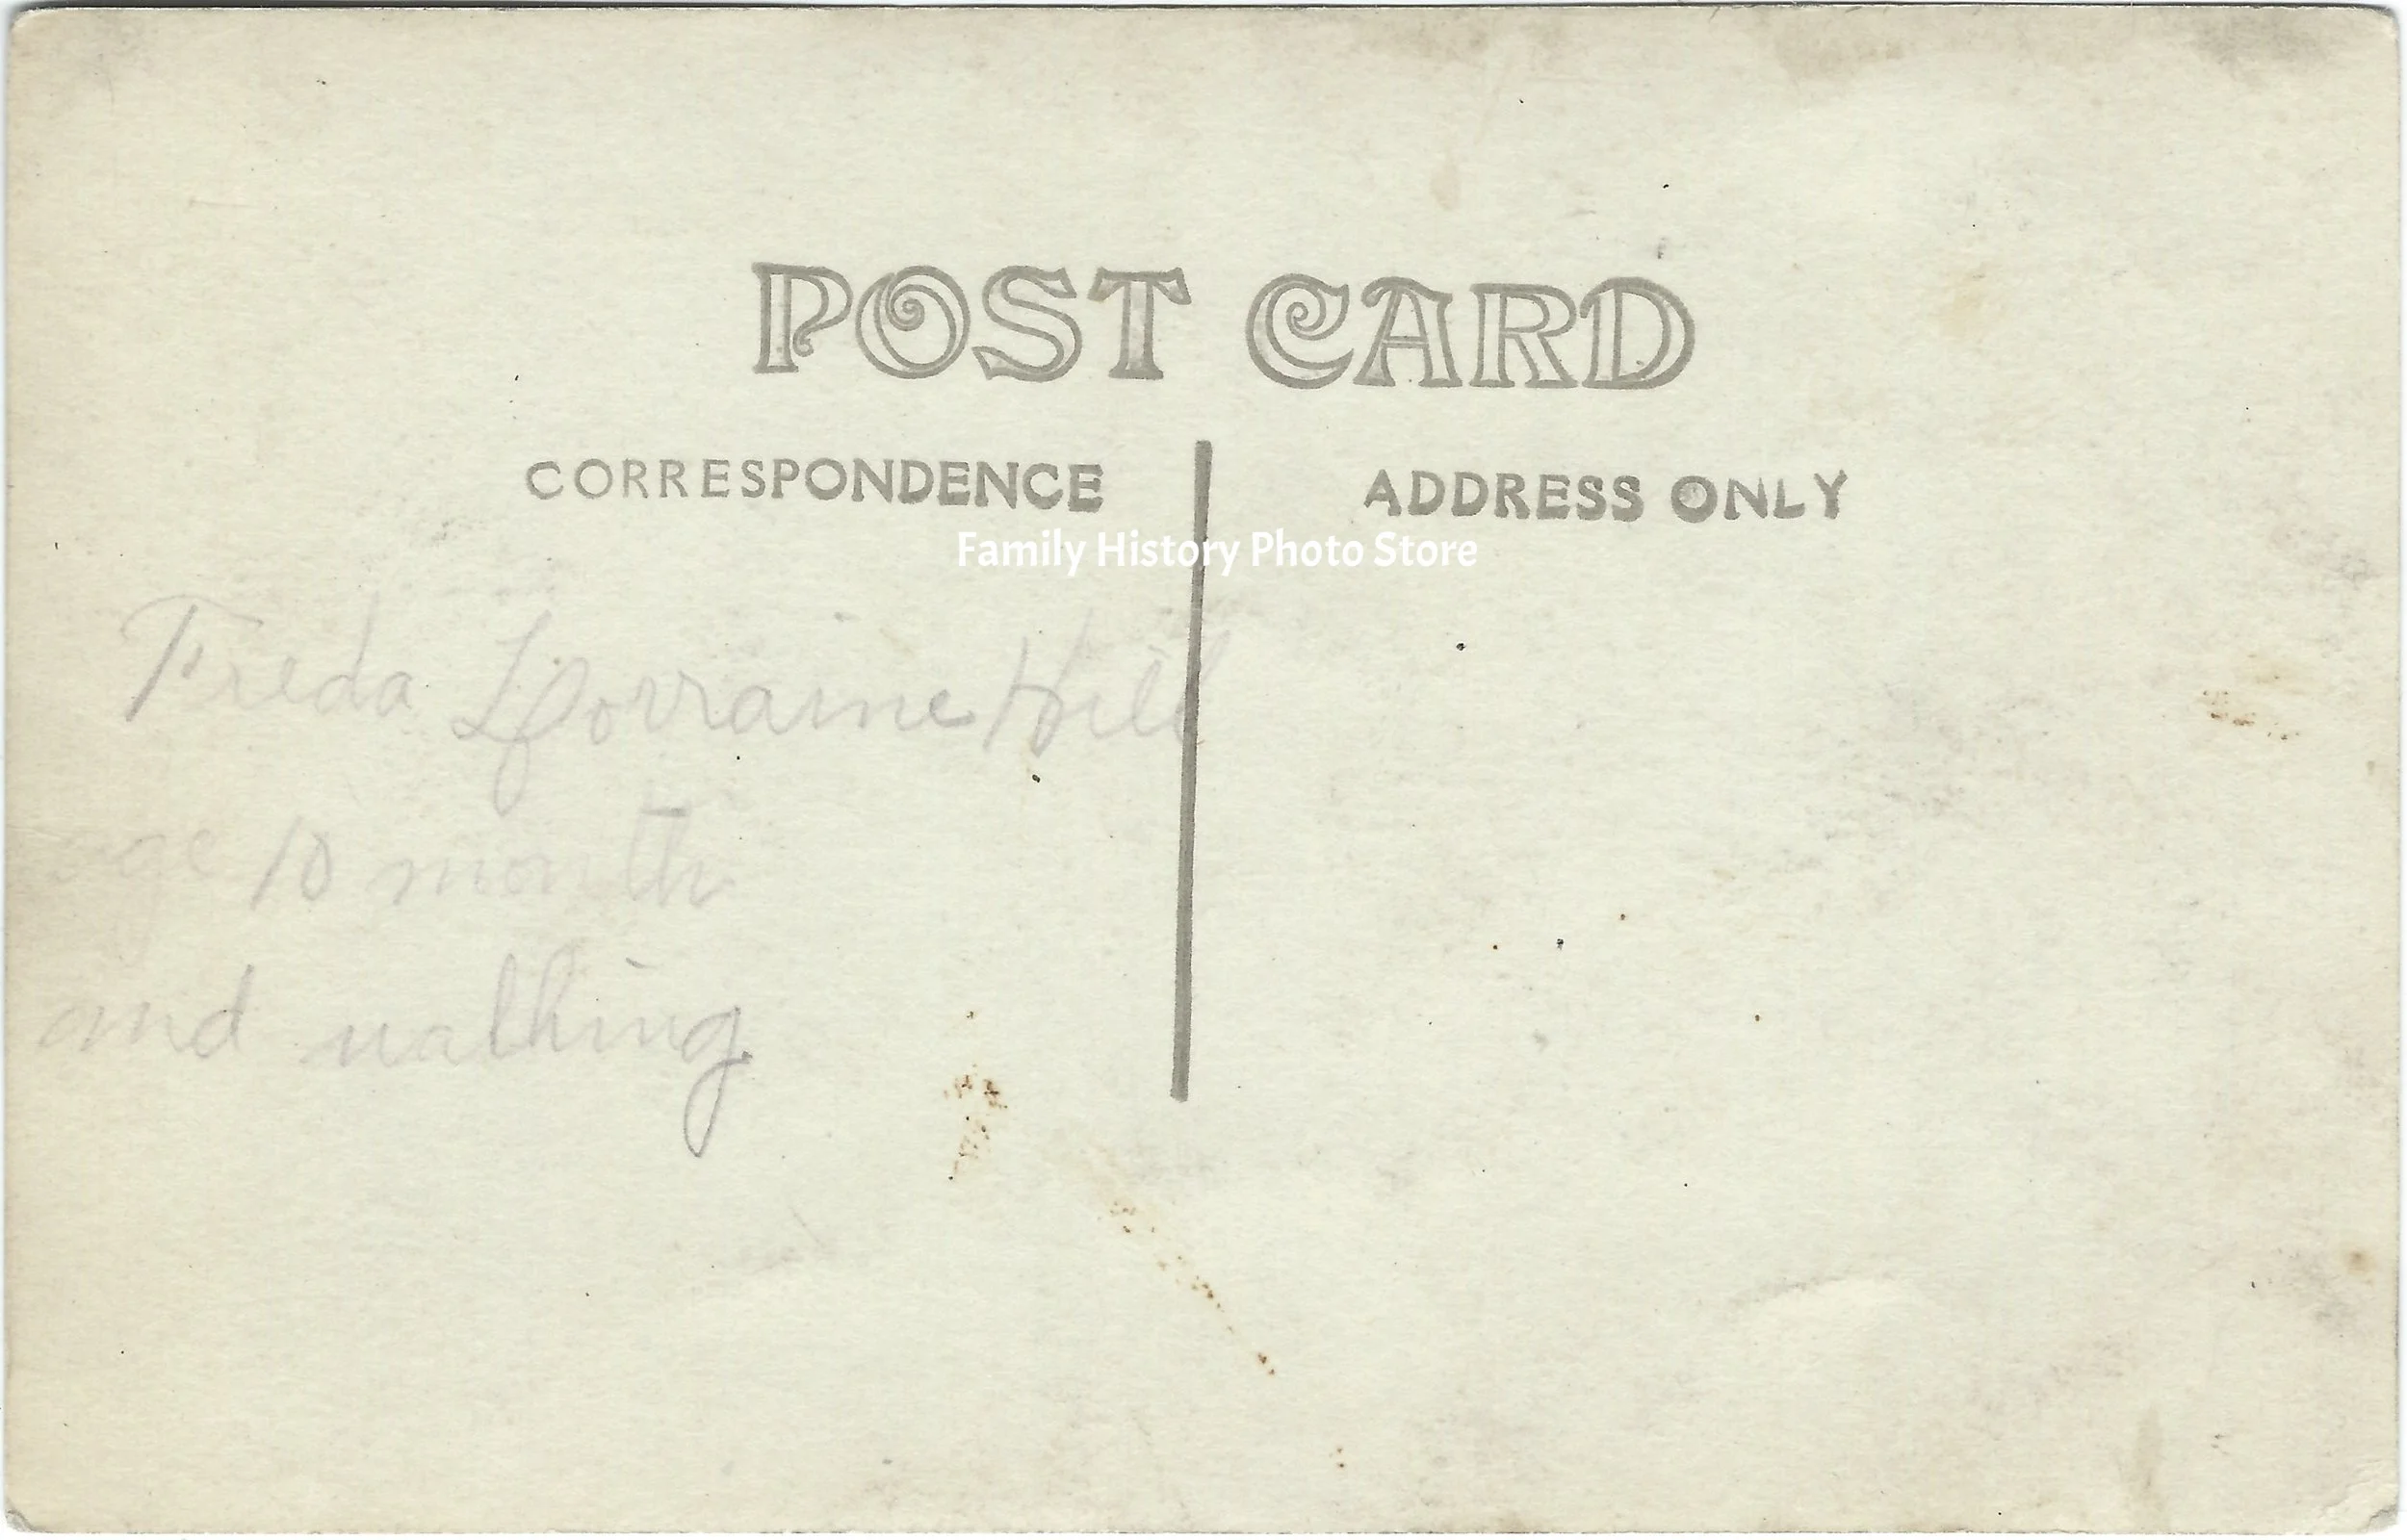 POST CARD
CORRESPONDENCE
ADDRESS ONLY
Family History Photo Store
Freda Lorraine Hill
age 10 month
and walking